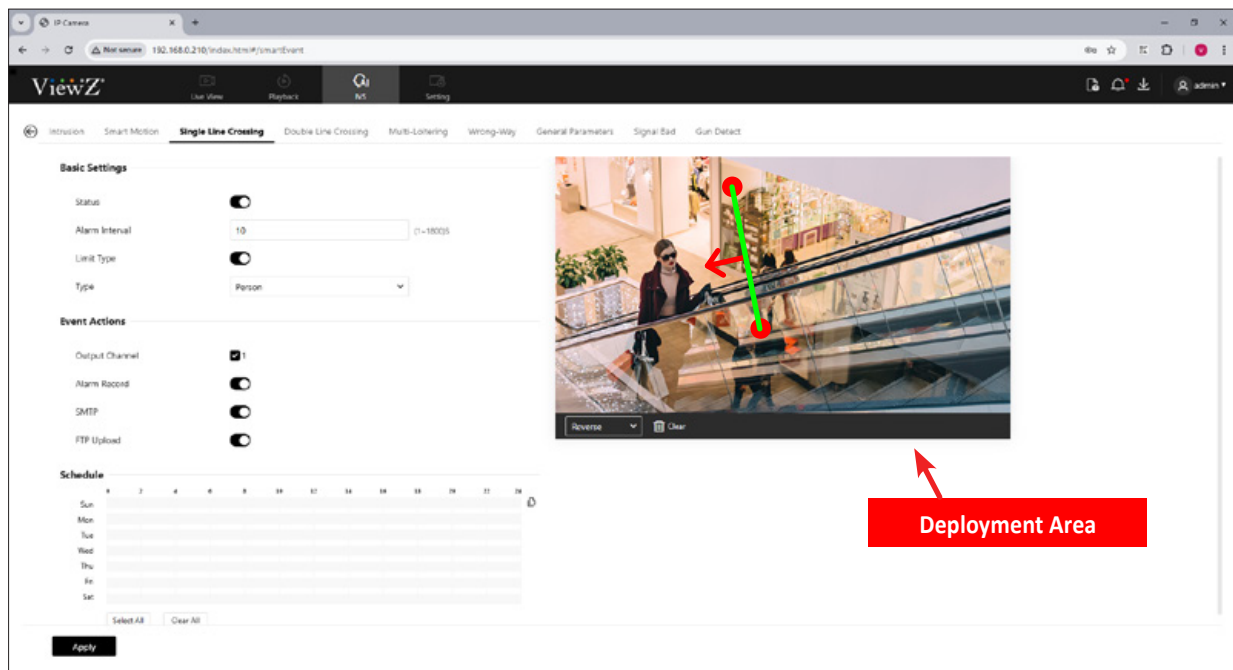 IP Camera
Not secure 192.168.0.210/index.html#/smartEvent
ViewZ
Live View Playback IVS Setting
admin
Intrusion Smart Motion Single Line Crossing Double Line Crossing Multi-Loitering Wrong-Way General Parameters Signal Bad Gun Detect
Basic Settings
Status
Alarm Interval 10 (1~1800)S
Limit Type
Type Person
Event Actions
Output Channel 1
Alarm Record
SMTP
FTP Upload
Reverse Clear
Schedule
0 2 4 6 8 10 12 14 16 18 20 22 24
Sun
Mon
Tue
Wed
Thu
Fri
Sat
Deployment Area
Select All Clear All
Apply